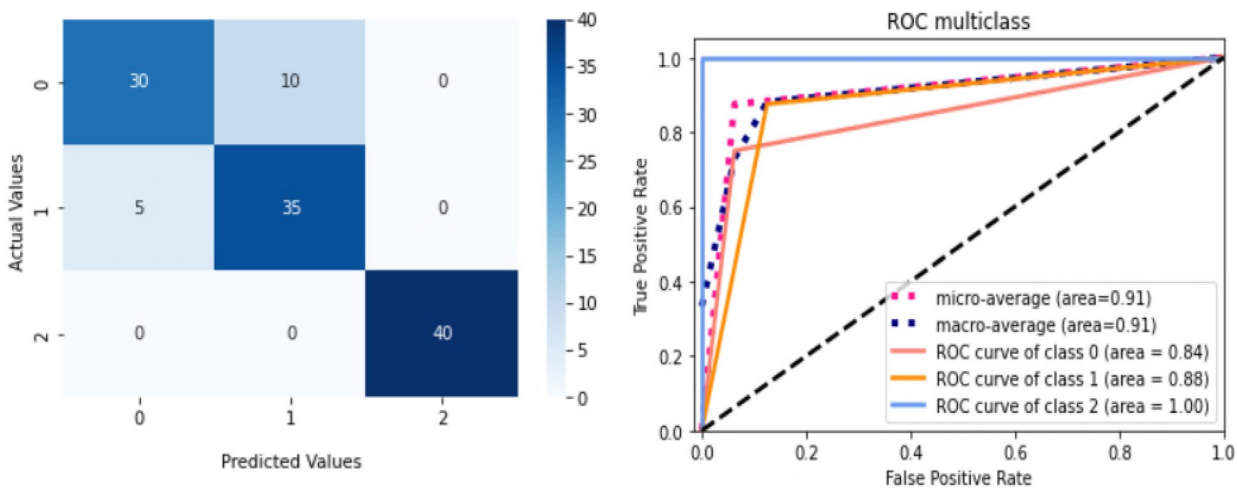 Actual Values
0
1
2
30 10 0
5 35 0
0 0 40
0 1 2
Predicted Values
40
35
30
25
20
15
10
5
0
ROC multiclass
True Positive Rate
1.0
0.8
0.6
0.4
0.2
0.0
micro-average (area=0.91)
macro-average (area=0.91)
ROC curve of class 0 (area = 0.84)
ROC curve of class 1 (area = 0.88)
ROC curve of class 2 (area = 1.00)
0.0 0.2 0.4 0.6 0.8 1.0
False Positive Rate